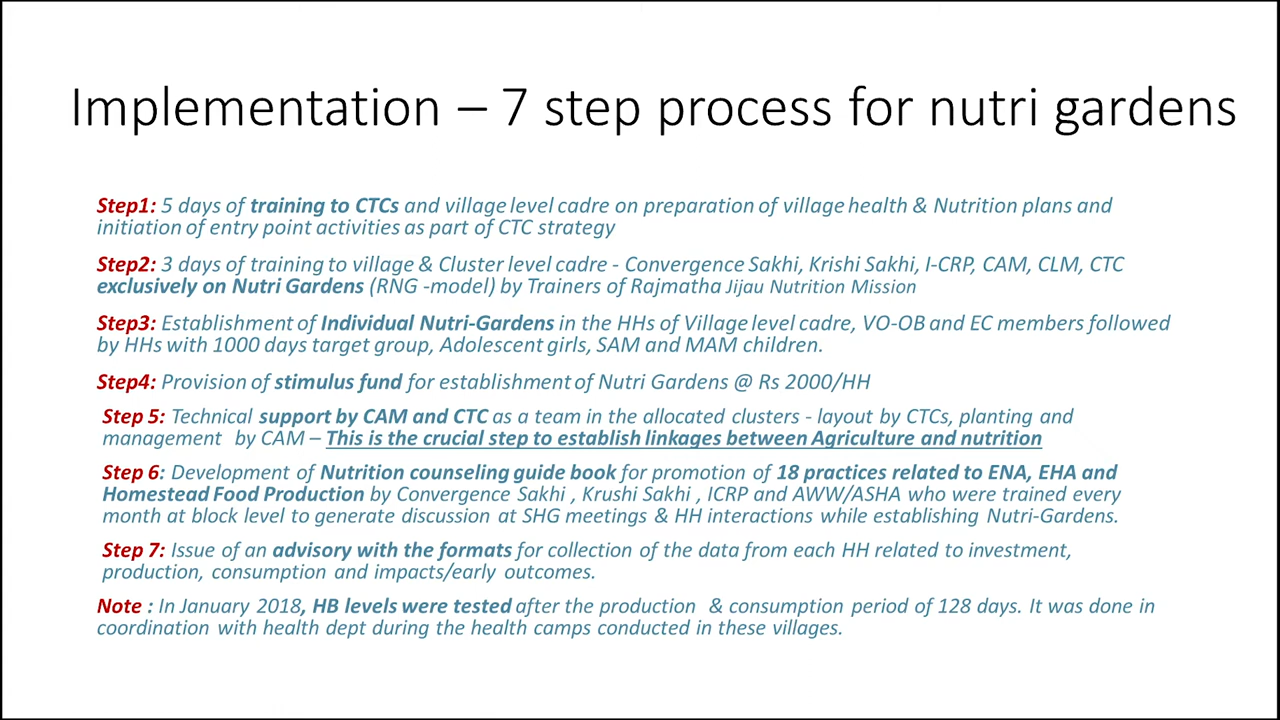 Implementation – 7 step process for nutri gardens
Step1: 5 days of training to CTCs and village level cadre on preparation of village health & Nutrition plans and
initiation of entry point activities as part of CTC strategy
Step2: 3 days of training to village & Cluster level cadre - Convergence Sakhi, Krishi Sakhi, I-CRP, CAM, CLM, CTC
exclusively on Nutri Gardens (RNG -model) by Trainers of Rajmatha Jijau Nutrition Mission
Step3: Establishment of Individual Nutri-Gardens in the HHs of Village level cadre, VO-OB and EC members followed
by HHs with 1000 days target group, Adolescent girls, SAM and MAM children.
Step4: Provision of stimulus fund for establishment of Nutri Gardens @ Rs 2000/HH
Step 5: Technical support by CAM and CTC as a team in the allocated clusters - layout by CTCs, planting and
management by CAM – This is the crucial step to establish linkages between Agriculture and nutrition
Step 6: Development of Nutrition counseling guide book for promotion of 18 practices related to ENA, EHA and
Homestead Food Production by Convergence Sakhi , Krushi Sakhi , ICRP and AWW/ASHA who were trained every
month at block level to generate discussion at SHG meetings & HH interactions while establishing Nutri-Gardens.
Step 7: Issue of an advisory with the formats for collection of the data from each HH related to investment,
production, consumption and impacts/early outcomes.
Note : In January 2018, HB levels were tested after the production & consumption period of 128 days. It was done in
coordination with health dept during the health camps conducted in these villages.